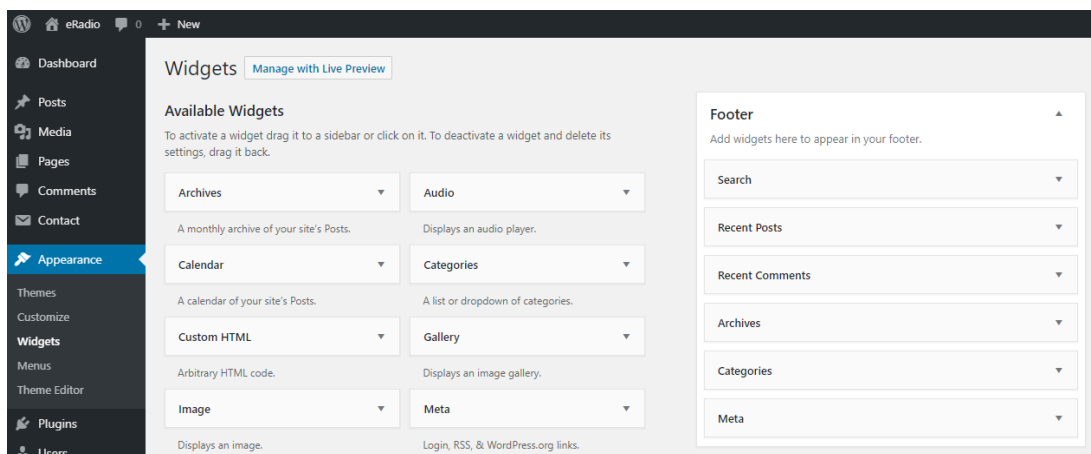 eRadio 0 New
Dashboard
Posts
Media
Pages
Comments
Contact
Appearance
Themes
Customize
Widgets
Menus
Theme Editor
Plugins
Users
Widgets Manage with Live Preview
Available Widgets
To activate a widget drag it to a sidebar or click on it. To deactivate a widget and delete its
settings, drag it back.
Archives Audio
A monthly archive of your site's Posts. Displays an audio player.
Calendar Categories
A calendar of your site's Posts. A list or dropdown of categories.
Custom HTML Gallery
Arbitrary HTML code. Displays an image gallery.
Image Meta
Displays an image. Login, RSS, & WordPress.org links.
Footer
Add widgets here to appear in your footer.
Search
Recent Posts
Recent Comments
Archives
Categories
Meta